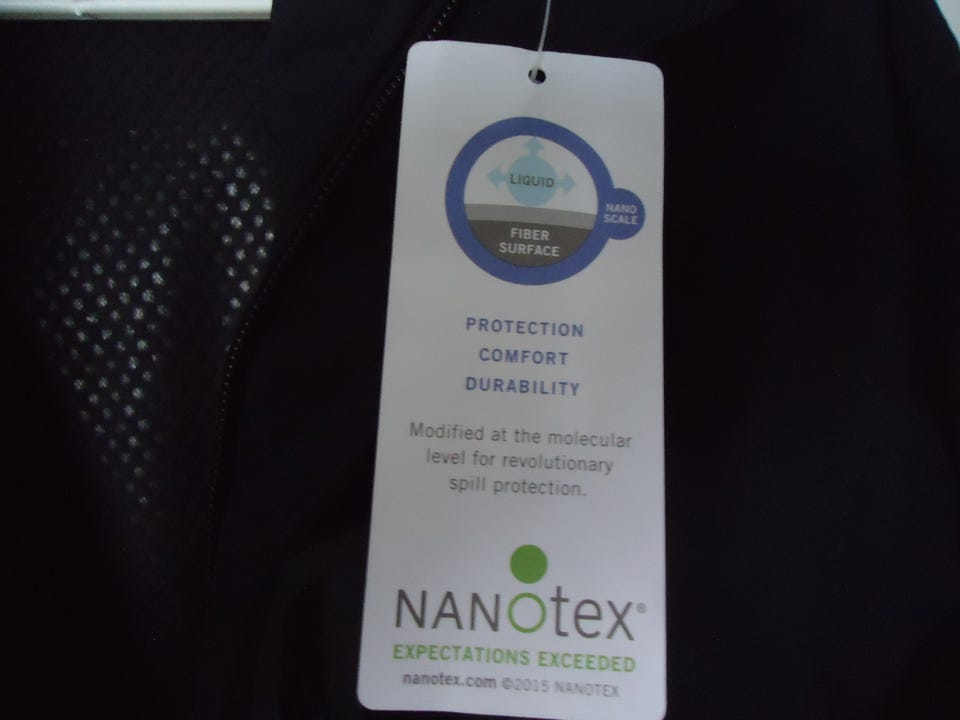 LIQUID
NANO
SCALE
FIBER
SURFACE
PROTECTION
COMFORT
DURABILITY
Modified at the molecular
level for revolutionary
spill protection.
NANOtex®
EXPECTATIONS EXCEEDED
nanotex.com ©2015 NANOTEX